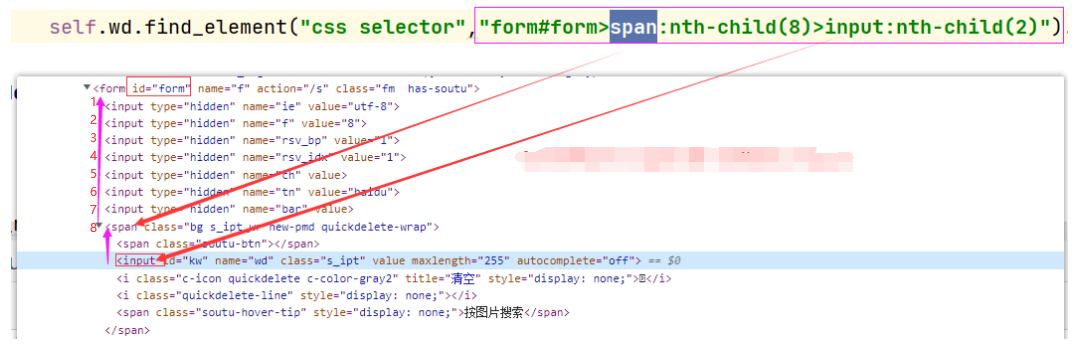 self.wd.find_element("css selector","form#form>span:nth-child(8)>input:nth-child(2)")
<form id="form" name="f" action="/s" class="fm has-soutu">
1 <input type="hidden" name="ie" value="utf-8">
2 <input type="hidden" name="f" value="8">
3 <input type="hidden" name="rsv_bp" value="1">
4 <input type="hidden" name="rsv_idx" value="1">
5 <input type="hidden" name="ch" value>
6 <input type="hidden" name="tn" value="baidu">
7 <input type="hidden" name="bar" value>
8 <span class="bg s_ipt_wr new-pmd quickdelete-wrap">
<span class="soutu-btn"></span>
<input id="kw" name="wd" class="s_ipt" value maxlength="255" autocomplete="off"> == $0
<i class="c-icon quickdelete c-color-gray2" title="清空" style="display: none;"></i>
<i class="quickdelete-line" style="display: none;"></i>
<span class="soutu-hover-tip" style="display: none;">按图片搜索</span>
</span>